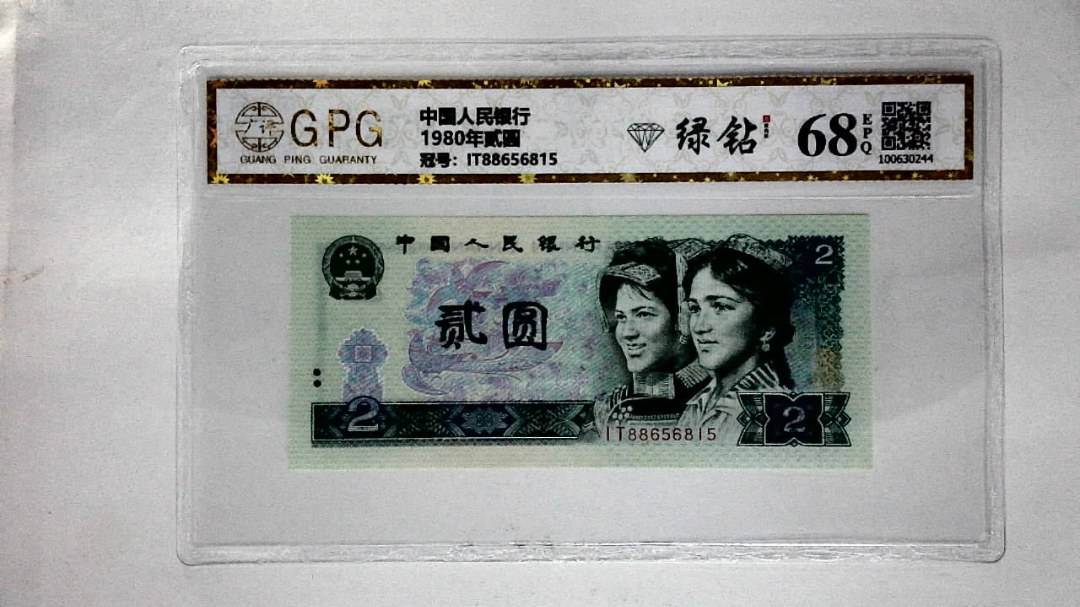 GPG
GUANG PING GUARANTY
中国人民银行
1980年贰圆
冠号：IT88656815
绿钻
68
EPQ
100630244
中国人民银行
2
贰圆
2
IT88656815
2